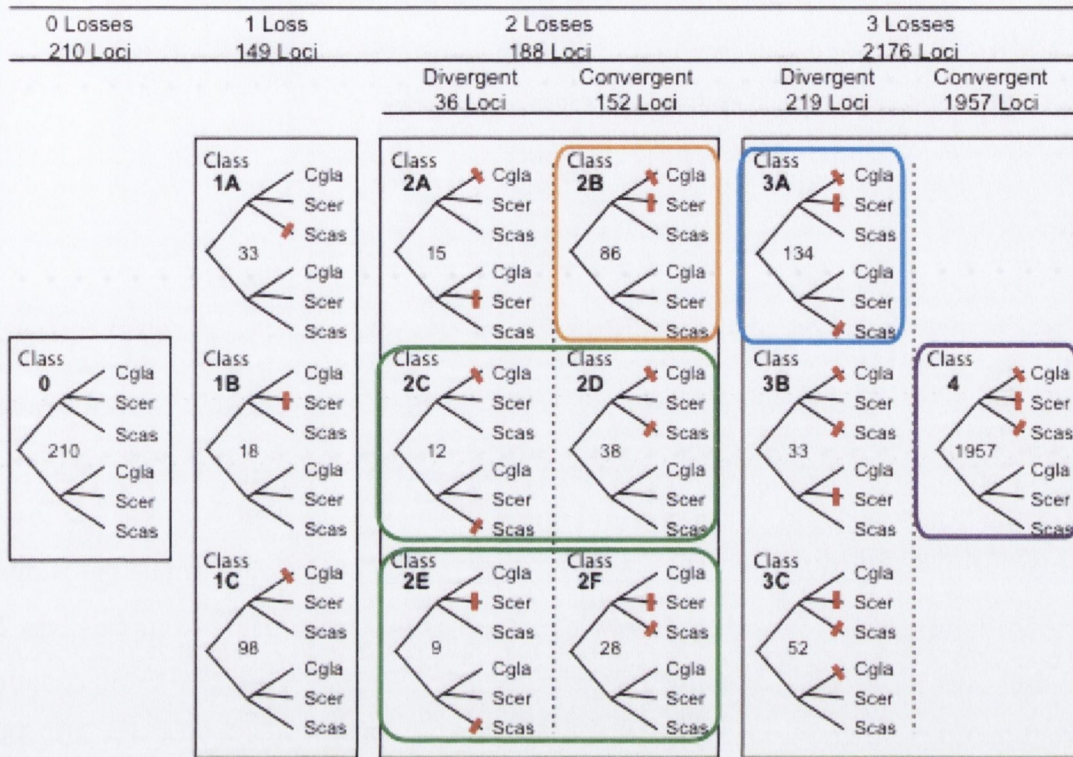 0 Losses 1 Loss 2 Losses 3 Losses
210 Loci 149 Loci 188 Loci 2176 Loci
Divergent Convergent Divergent Convergent
36 Loci 152 Loci 219 Loci 1957 Loci
Class
0
Cgla
Scer
Scas
210
Cgla
Scer
Scas
Class
1A
Cgla
Scer
Scas
33
Cgla
Scer
Scas
Class
1B
Cgla
Scer
Scas
18
Cgla
Scer
Scas
Class
1C
Cgla
Scer
Scas
98
Cgla
Scer
Scas
Class
2A
Cgla
Scer
Scas
15
Cgla
Scer
Scas
Class
2B
Cgla
Scer
Scas
86
Cgla
Scer
Scas
Class
2C
Cgla
Scer
Scas
12
Cgla
Scer
Scas
Class
2D
Cgla
Scer
Scas
38
Cgla
Scer
Scas
Class
2E
Cgla
Scer
Scas
9
Cgla
Scer
Scas
Class
2F
Cgla
Scer
Scas
28
Cgla
Scer
Scas
Class
3A
Cgla
Scer
Scas
134
Cgla
Scer
Scas
Class
3B
Cgla
Scer
Scas
33
Cgla
Scer
Scas
Class
3C
Cgla
Scer
Scas
52
Cgla
Scer
Scas
Class
4
Cgla
Scer
Scas
1957
Cgla
Scer
Scas